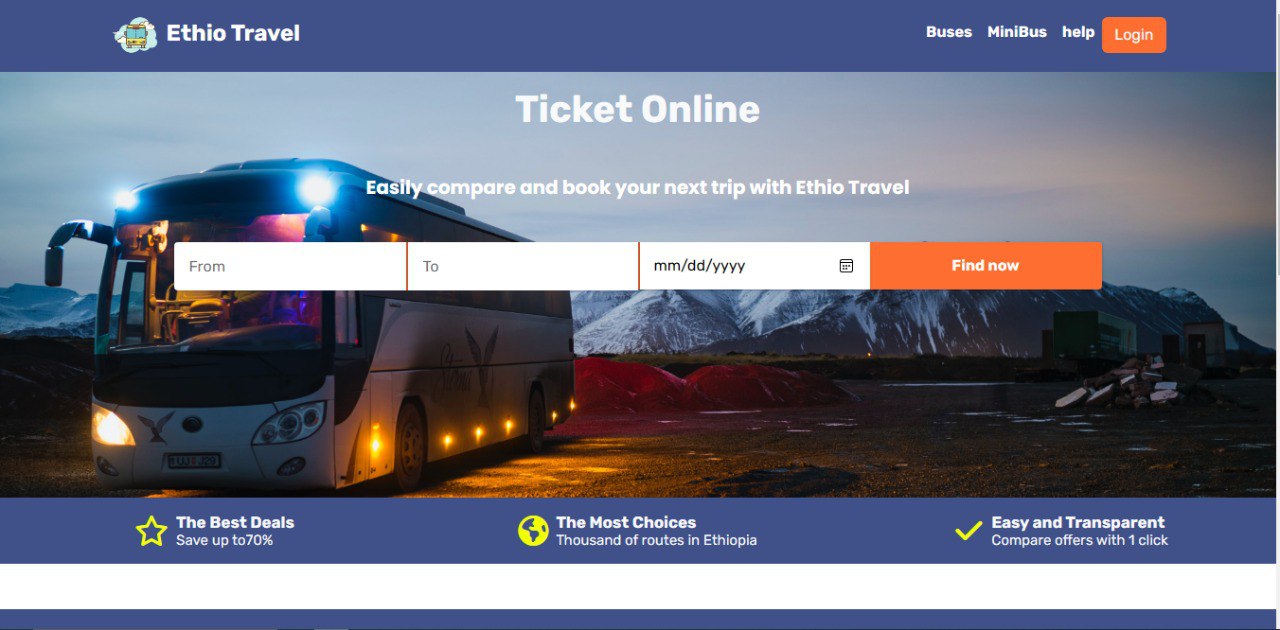 Ethio Travel
Buses MiniBus help Login
Ticket Online
Easily compare and book your next trip with Ethio Travel
From To mm/dd/yyyy Find now
The Best Deals
Save up to70%
The Most Choices
Thousand of routes in Ethiopia
Easy and Transparent
Compare offers with 1 click